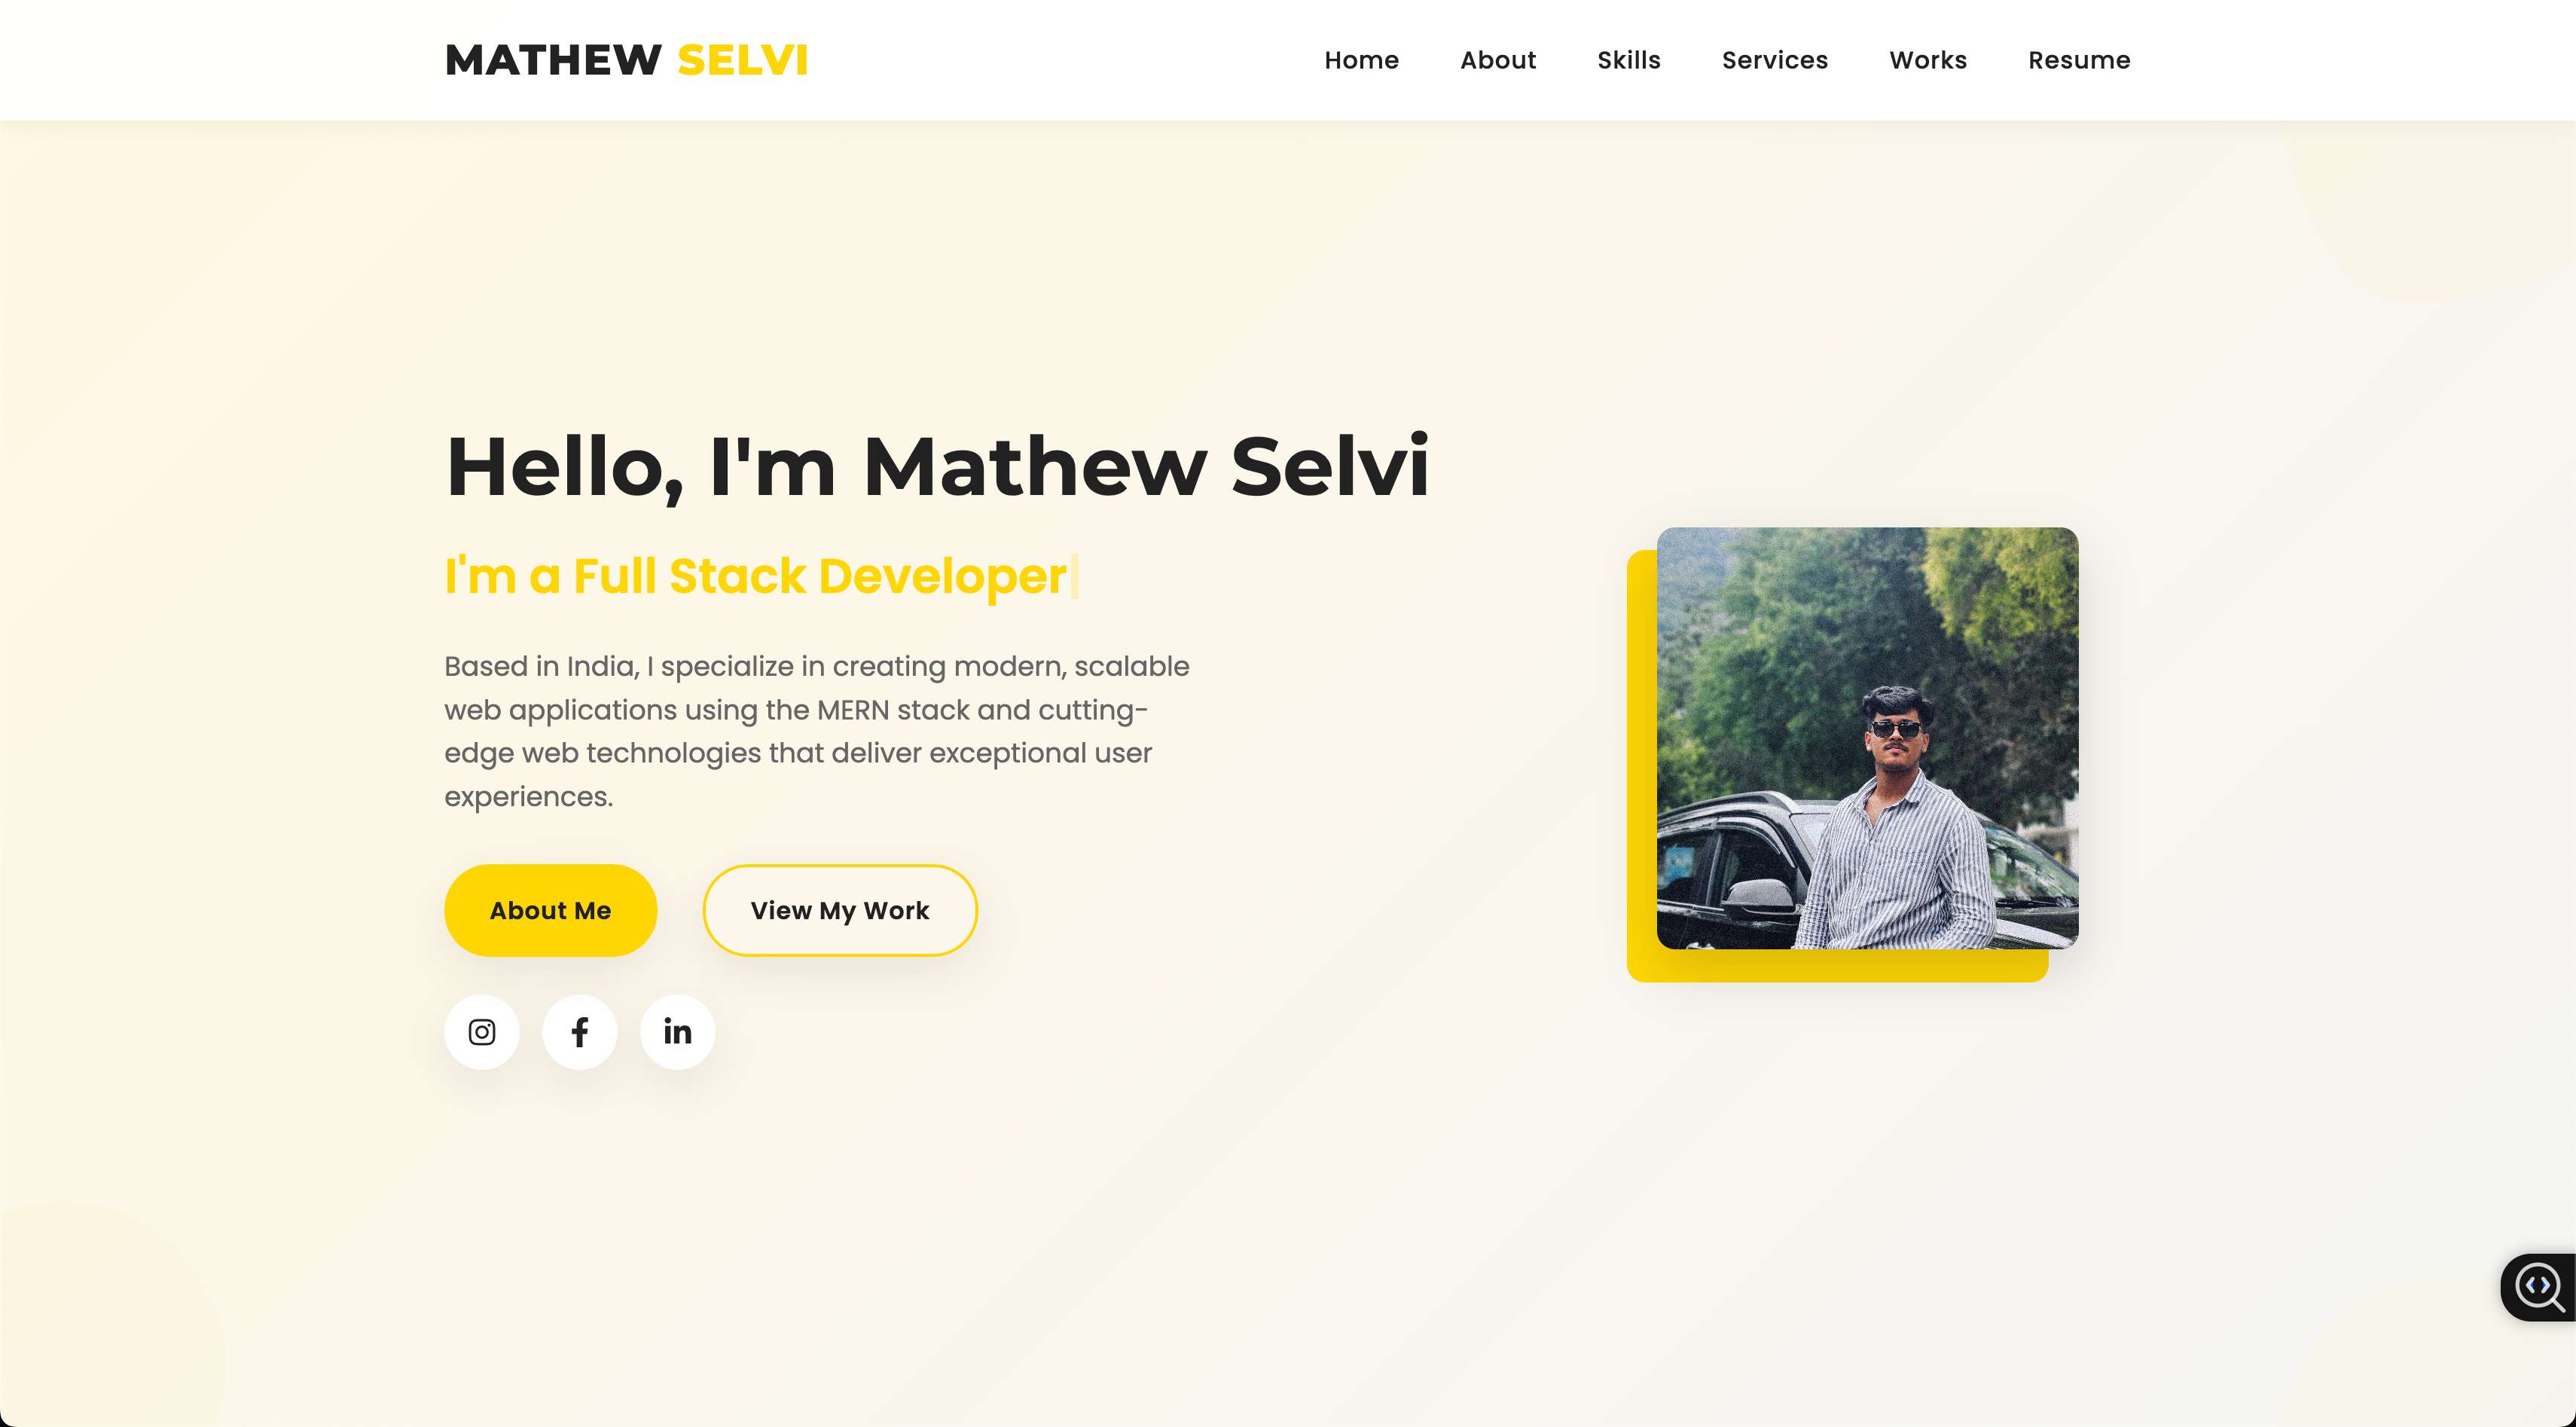 MATHEW SELVI
Home About Skills Services Works Resume
Hello, I'm Mathew Selvi
I'm a Full Stack Developer
Based in India, I specialize in creating modern, scalable
web applications using the MERN stack and cutting-
edge web technologies that deliver exceptional user
experiences.
About Me
View My Work